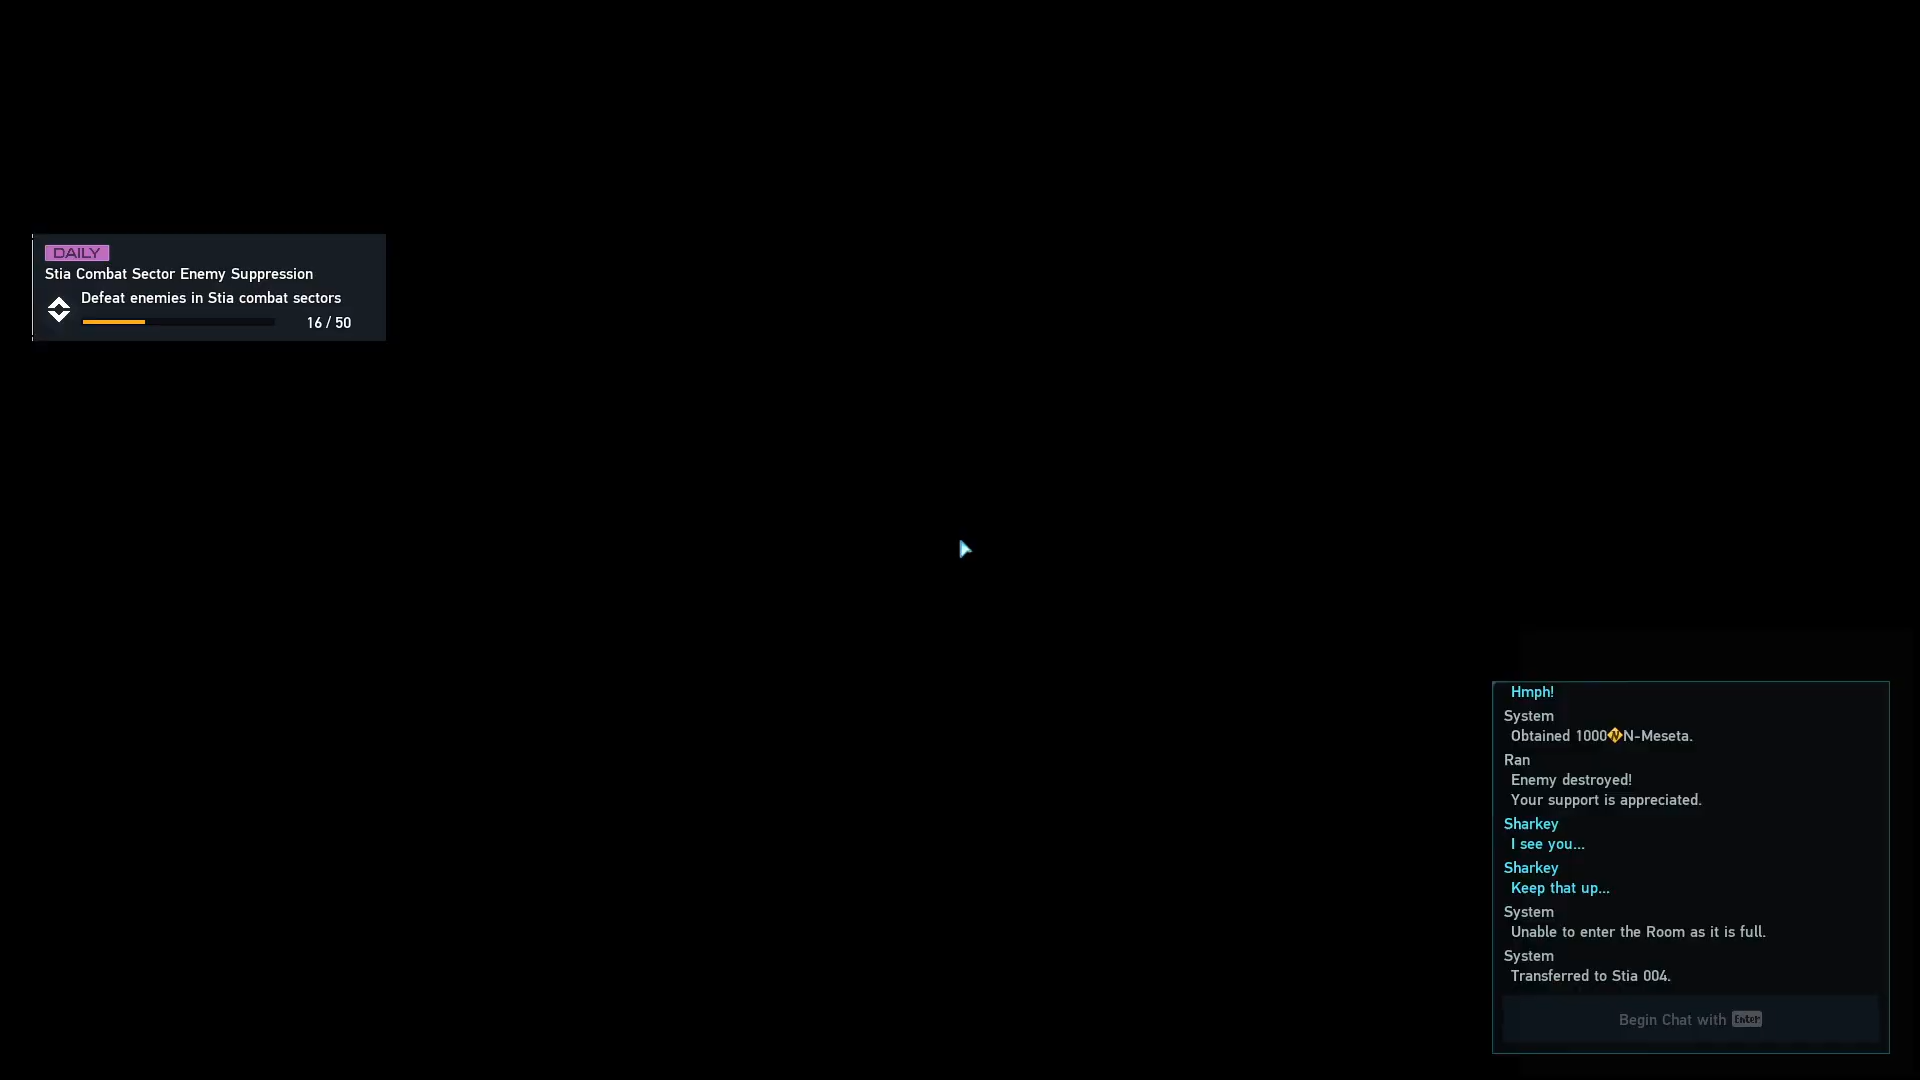 DAILY
Stia Combat Sector Enemy Suppression
Defeat enemies in Stia combat sectors
16 / 50
Hmph!
System
Obtained 1000 N-Meseta.
Ran
Enemy destroyed!
Your support is appreciated.
Sharkey
I see you...
Sharkey
Keep that up...
System
Unable to enter the Room as it is full.
System
Transferred to Stia 004.
Begin Chat with Enter